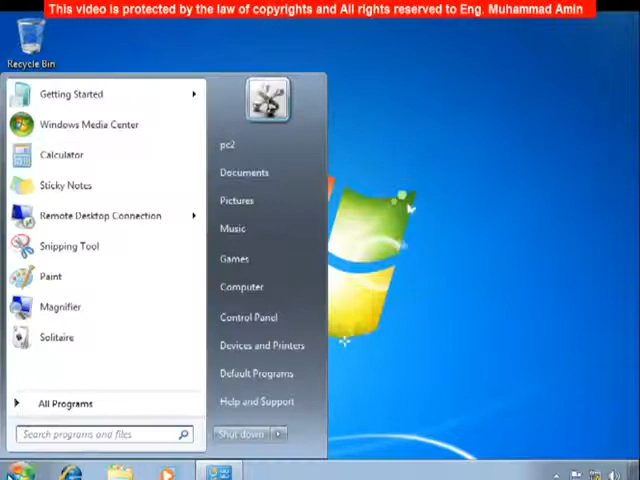 This video is protected by the law of copyrights and All rights reserved to Eng. Muhammad Amin
Recycle Bin
Getting Started
Windows Media Center
Calculator
Sticky Notes
Remote Desktop Connection
Snipping Tool
Paint
Magnifier
Solitaire
All Programs
Search programs and files
pc2
Documents
Pictures
Music
Games
Computer
Control Panel
Devices and Printers
Default Programs
Help and Support
Shut down